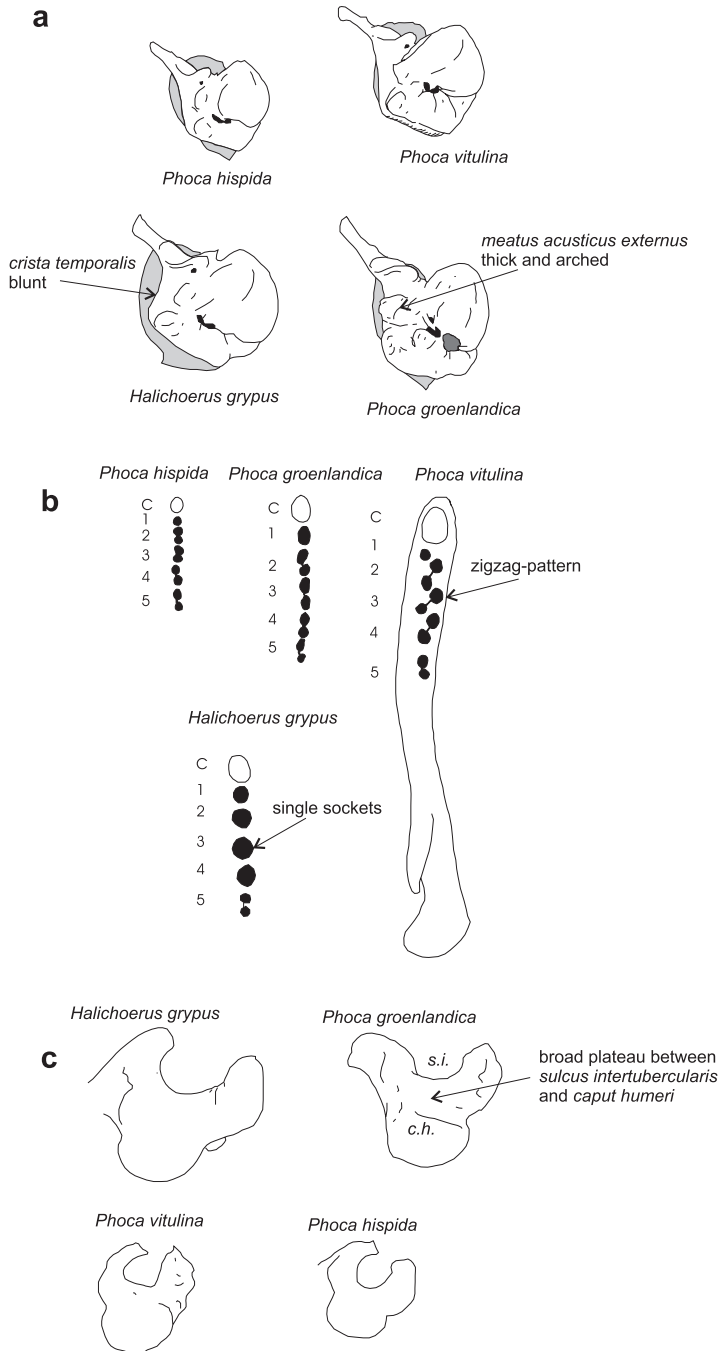 a
Phoca hispida
Phoca vitulina
crista temporalis
blunt
meatus acusticus externus
thick and arched
Halichoerus grypus
Phoca groenlandica
b
Phoca hispida
C
1
2
3
4
5
Phoca groenlandica
C
1
2
3
4
5
Phoca vitulina
C
1
2
3
4
5
zigzag-pattern
Halichoerus grypus
C
1
2
3
4
5
single sockets
c
Halichoerus grypus
Phoca groenlandica
s.i.
c.h.
broad plateau between
sulcus intertubercularis
and caput humeri
Phoca vitulina
Phoca hispida